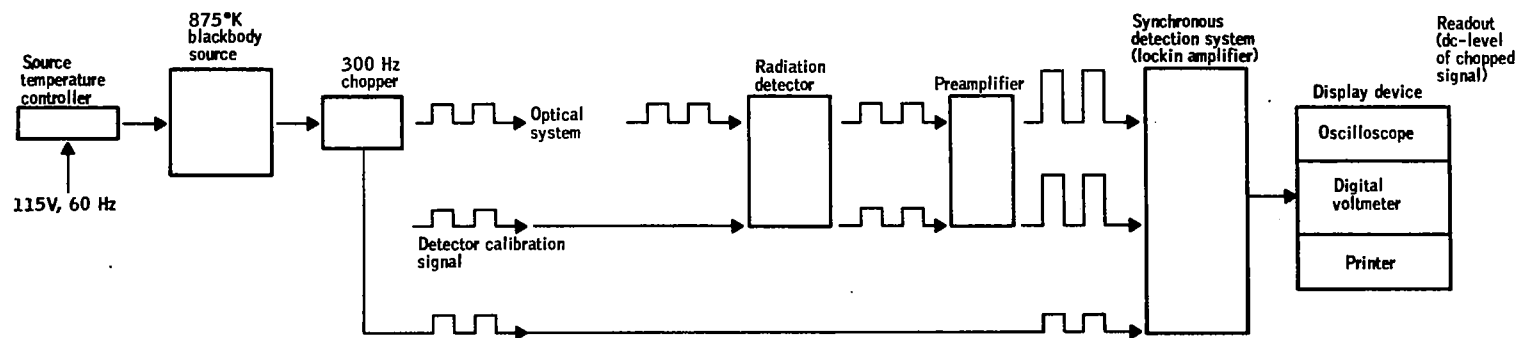 Source
temperature
controller
115V, 60 Hz
875°K
blackbody
source
300 Hz
chopper
Optical
system
Detector calibration
signal
Radiation
detector
Preamplifier
Synchronous
detection system
(lockin amplifier)
Display device
Oscilloscope
Digital
voltmeter
Printer
Readout
(dc-level
of chopped
signal)